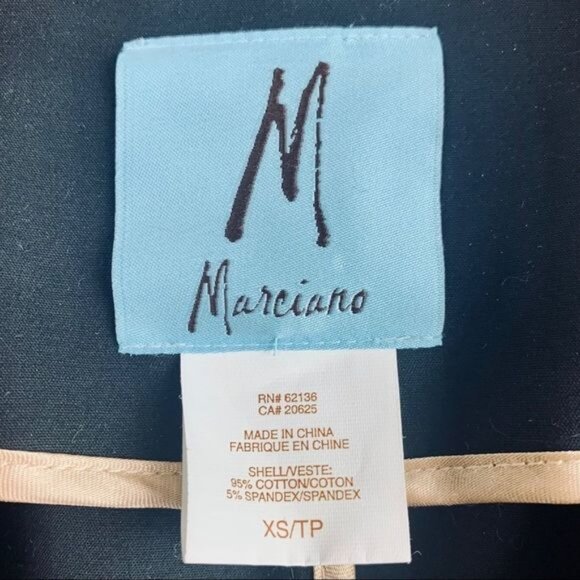 M
Marciano
RN# 62136
CA# 20625
MADE IN CHINA
FABRIQUE EN CHINE
SHELL/VESTE:
95% COTTON/COTON
5% SPANDEX/SPANDEX
XS/TP